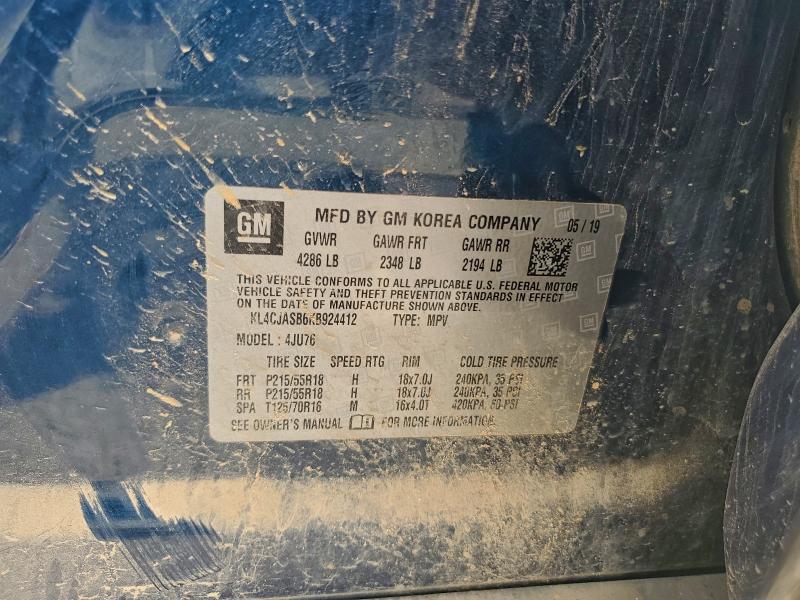 GM MFD BY GM KOREA COMPANY 05 / 19
GVWR GAWR FRT GAWR RR
4286 LB 2348 LB 2194 LB
THIS VEHICLE CONFORMS TO ALL APPLICABLE U.S. FEDERAL MOTOR
VEHICLE SAFETY AND THEFT PREVENTION STANDARDS IN EFFECT
ON THE DATE OF MANUFACTURE SHOWN ABOVE.
KL4CJASB6KB924412 TYPE: MPV
MODEL : 4JU76
TIRE SIZE SPEED RTG RIM COLD TIRE PRESSURE
FRT P215/55R18 H 18x7.0J 240KPA, 35 PSI
RR P215/55R18 H 18x7.0J 240KPA, 35 PSI
SPA T125/70R16 M 16x4.0T 420KPA, 60 PSI
SEE OWNER'S MANUAL FOR MORE INFORMATION.